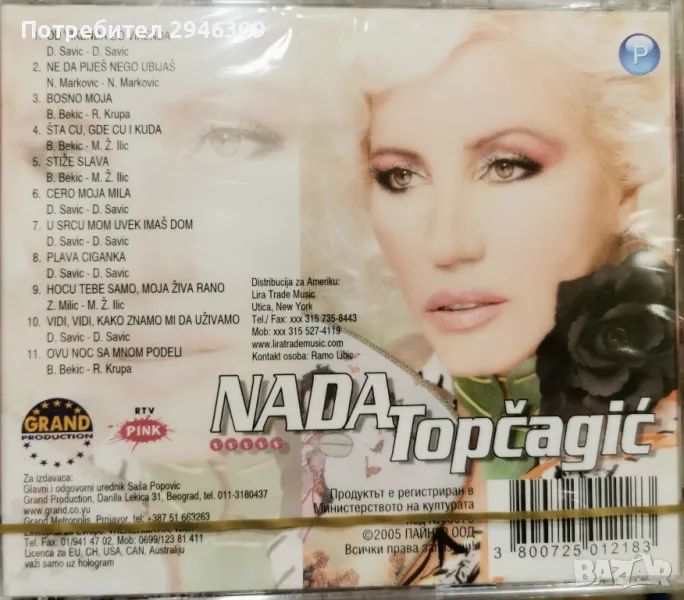 Потребител 2946399
1.
D. Savic - D. Savic
2. NE DA PIJEŠ NEGO UBIJAŠ
N. Markovic - N. Markovic
3 BOSNO MOJA
B. Bekic - R. Krupa
4. ŠTA CU, GDE CU I KUDA
B. Bekic - M. Ž. Ilic
5. STIŽE SLAVA
B. Bekic - M. Ž. Ilic
6. CERO MOJA MILA
D. Savic - D. Savic
7. U SRCU MOM UVEK IMAŠ DOM
D. Savic - D. Savic
8. PLAVA CIGANKA
D. Savic - D. Savic
9. HOCU TEBE SAMO, MOJA ŽIVA RANO
Z. Milic - M. Ž. Ilic
10. VIDI, VIDI, KAKO ZNAMO MI DA UŽIVAMO
D. Savic - D. Savic
11. OVU NOC SA MNOM PODELI
B. Bekic - R. Krupa
P
Distribucija za Ameriku:
Lira Trade Music
Utica, New York
Tel./ Fax: xxx 315 735-8443
Mob: xxx 315 527-4119
www.liratrademusic.com
Kontakt osoba: Ramo Libic
NADA
Topčagić
GRAND
PRODUCTION
RTV
PINK
Za izdavaca:
Glavni i odgovorni urednik Saša Popovic
Grand Production, Danila Lekica 31, Beograd, tel. 011-3180437
www.grand.co.yu
Grand Metropolis, Prnjavor, tel: +387 51 663263
Tel. Fax: 01/941 47 02. Mob: 0699/123 81 411
Licenca za EU, CH, USA, CAN, Australiju
važi samo uz hologram
Продуктът е регистриран в
Министерството на културата
©2005 ПАЙНЕР ООД
Всички права запазени
3 800725 012183
БАZАР